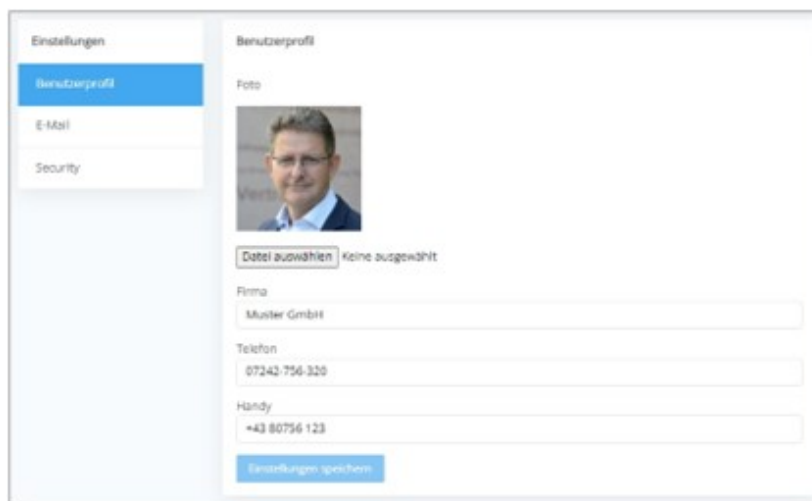 Einstellungen
Benutzerprofil
E-Mail
Security
Benutzerprofil
Foto
Vert
Datei auswählen Keine ausgewählt
Firma
Muster GmbH
Telefon
07242-756-320
Handy
+43 80756 123
Einstellungen speichern